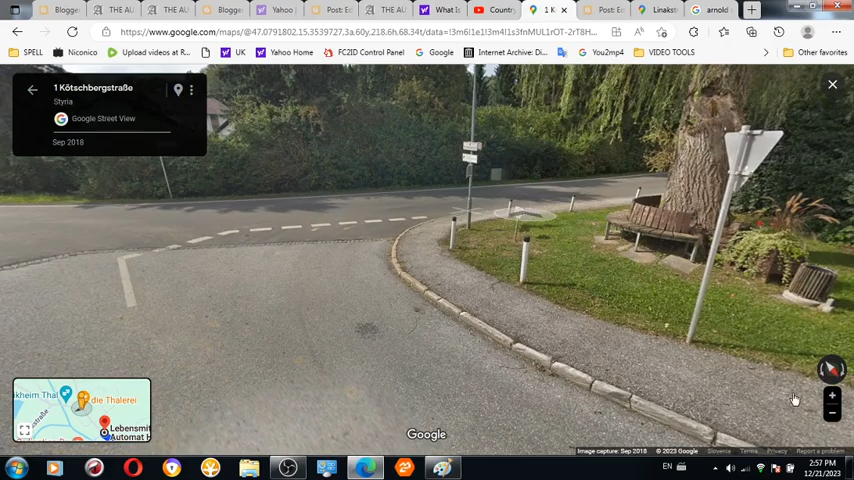 Blogger
THE AU
THE AU
Blogger
Yahoo
Post: Ed
THE AU
What Is
Country
1 K
Post: Ed
Linakst
arnold
https://www.google.com/maps/@47.0791802,15.3539727,3a,60y,218.6h,68.34t/data=!3m6!1e1!3m4!1s3fnMUL1rOT-2rT8H...
SPELL
Niconico
Upload videos at R...
UK
Yahoo Home
FC2ID Control Panel
Google
Internet Archive: Di...
You2mp4
VIDEO TOOLS
Other favorites
1 Kötschbergstraße
Styria
Google Street View
Sep 2018
ikheim Thal
die Thalerei
Lebensmit
Automat H
Google
Image capture: Sep 2018 © 2023 Google Slovenia Terms Privacy Report a problem
EN
2:57 PM
12/21/2023